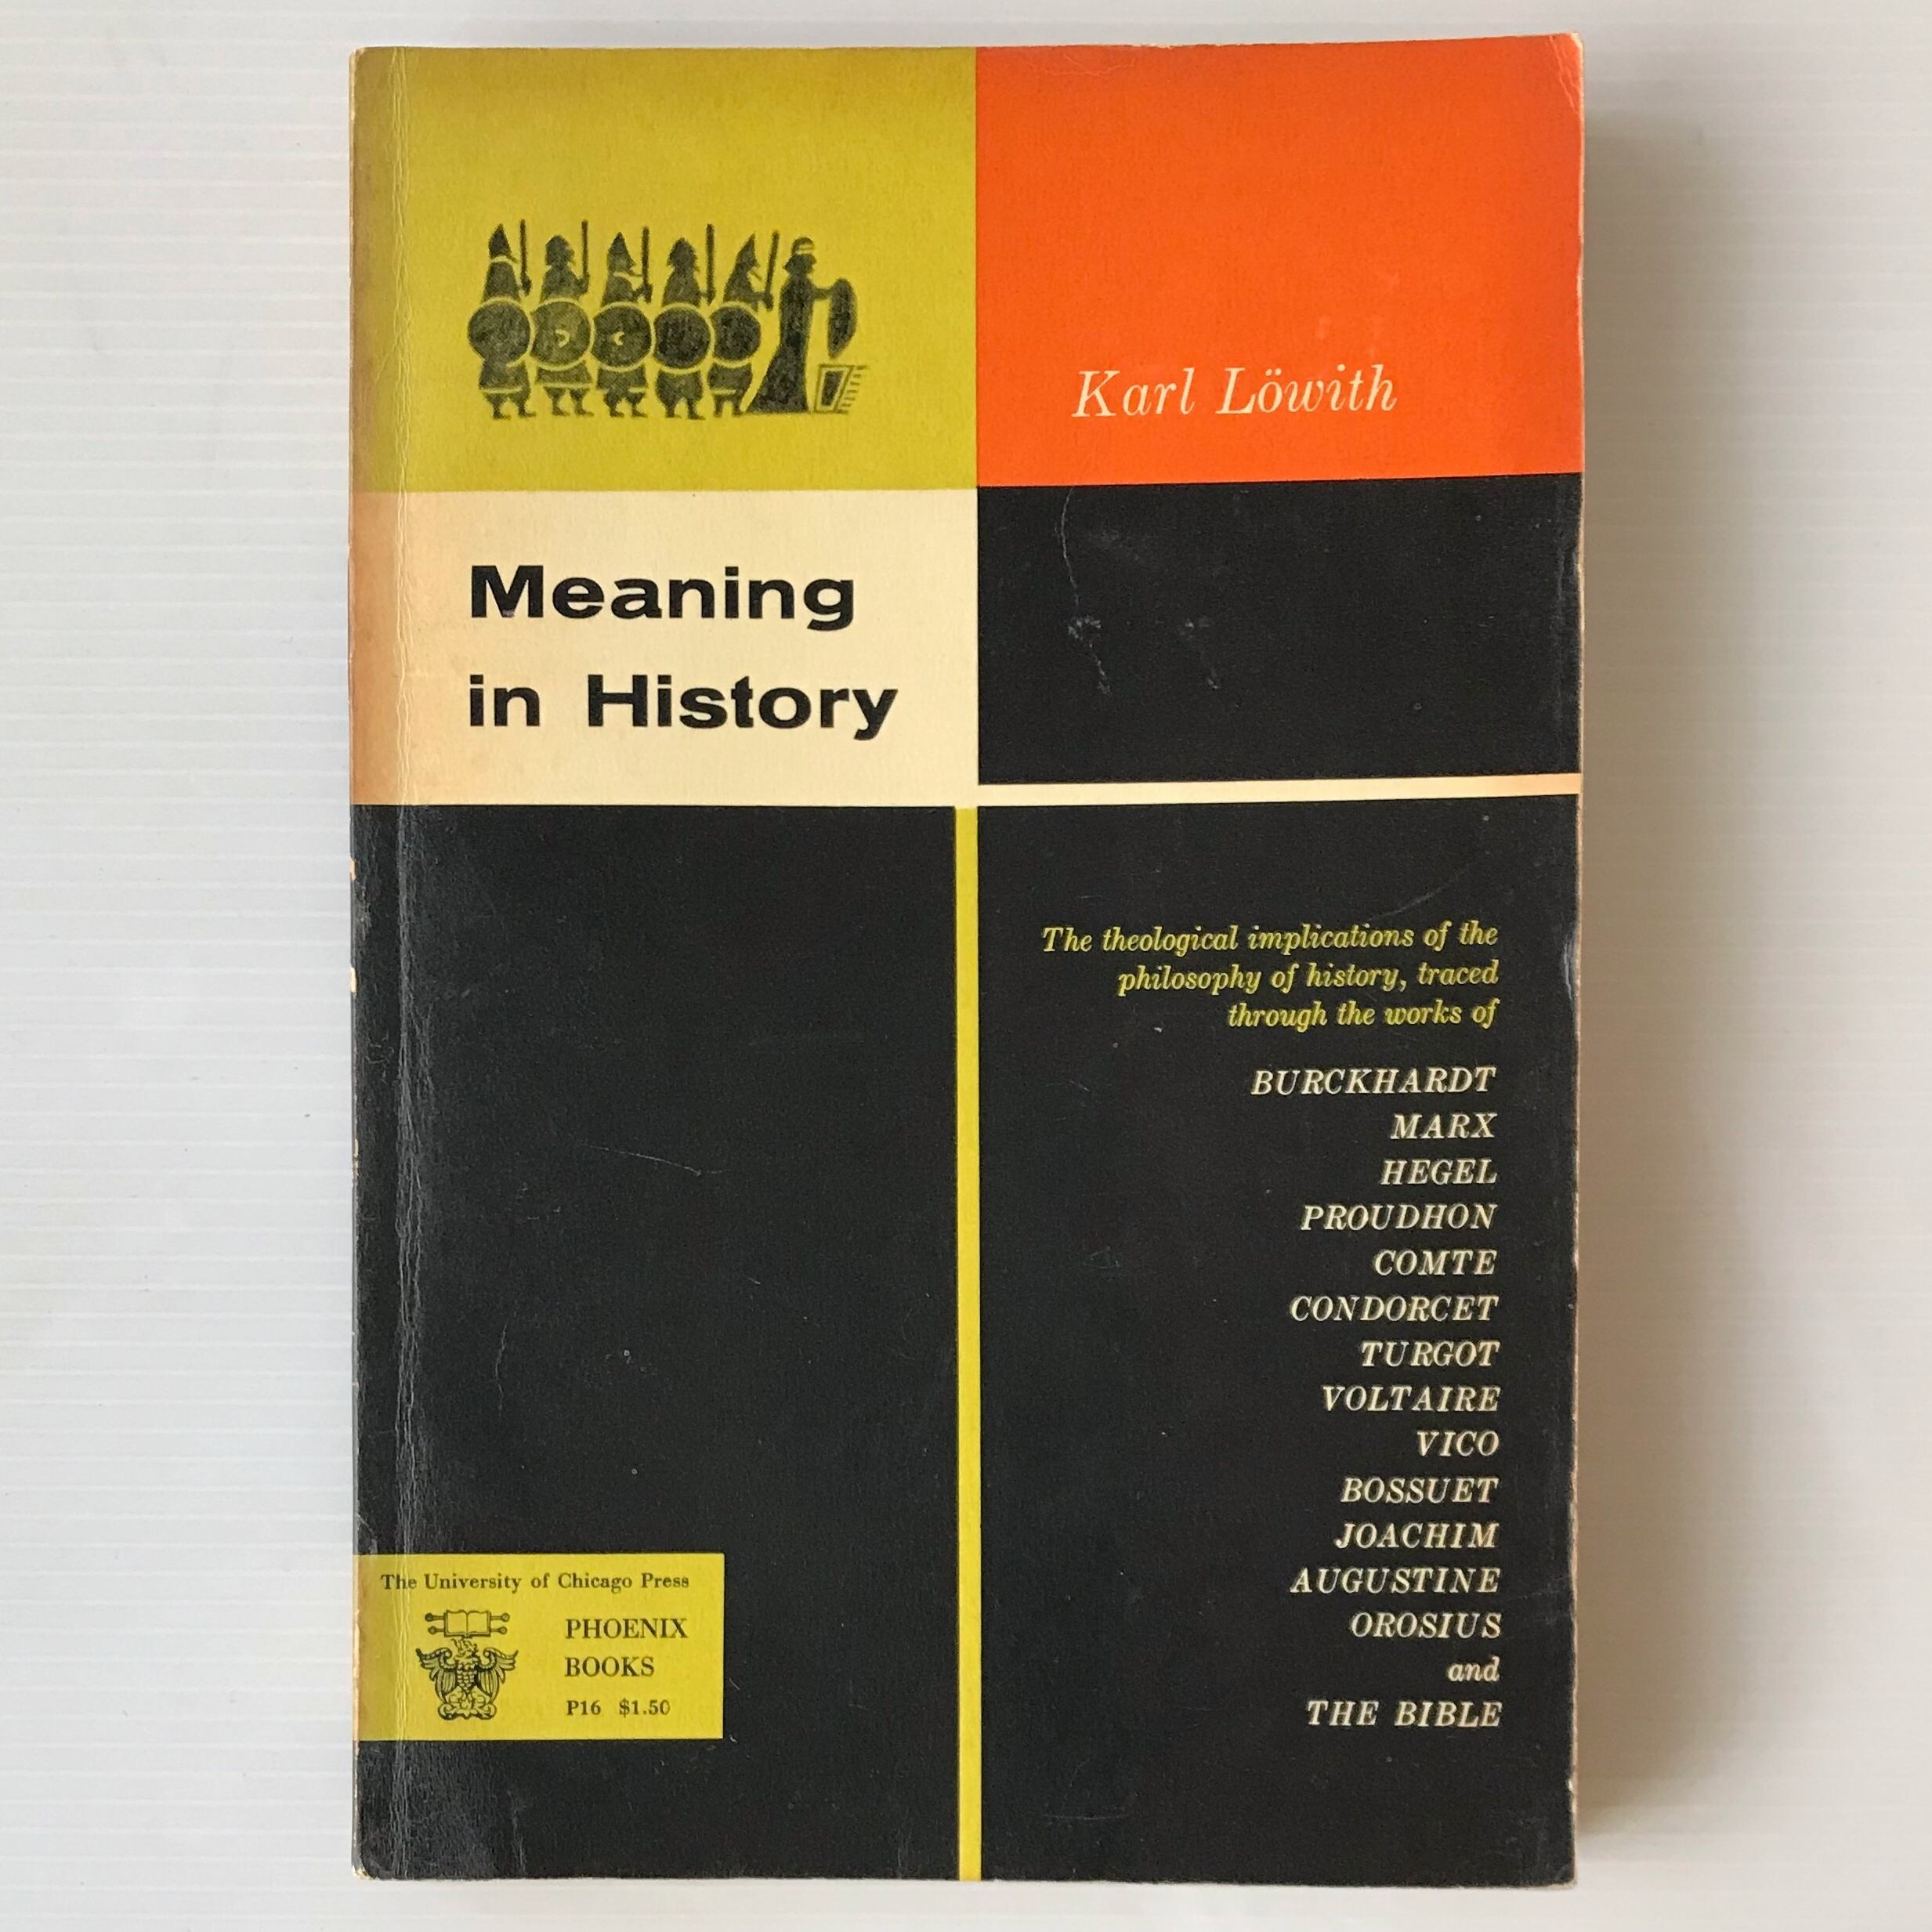 Karl Löwith
Meaning
in History
The theological implications of the
philosophy of history, traced
through the works of
BURCKHARDT
MARX
HEGEL
PROUDHON
COMTE
CONDORCET
TURGOT
VOLTAIRE
VICO
BOSSUET
JOACHIM
AUGUSTINE
OROSIUS
and
THE BIBLE
The University of Chicago Press
PHOENIX
BOOKS
P16 $1.50